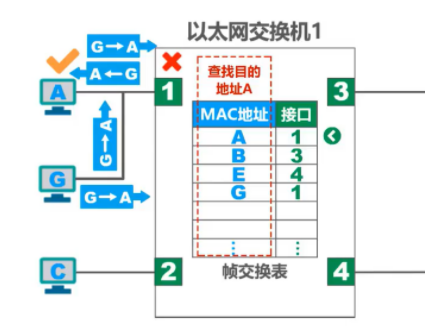 以太网交换机1
G→A
A←G
查找目的
地址A
A
1
3
MAC地址 接口
A 1
B 3
E 4
G 1
⋮ ⋮
G→A
G
G→A
C
2
帧交换表
4